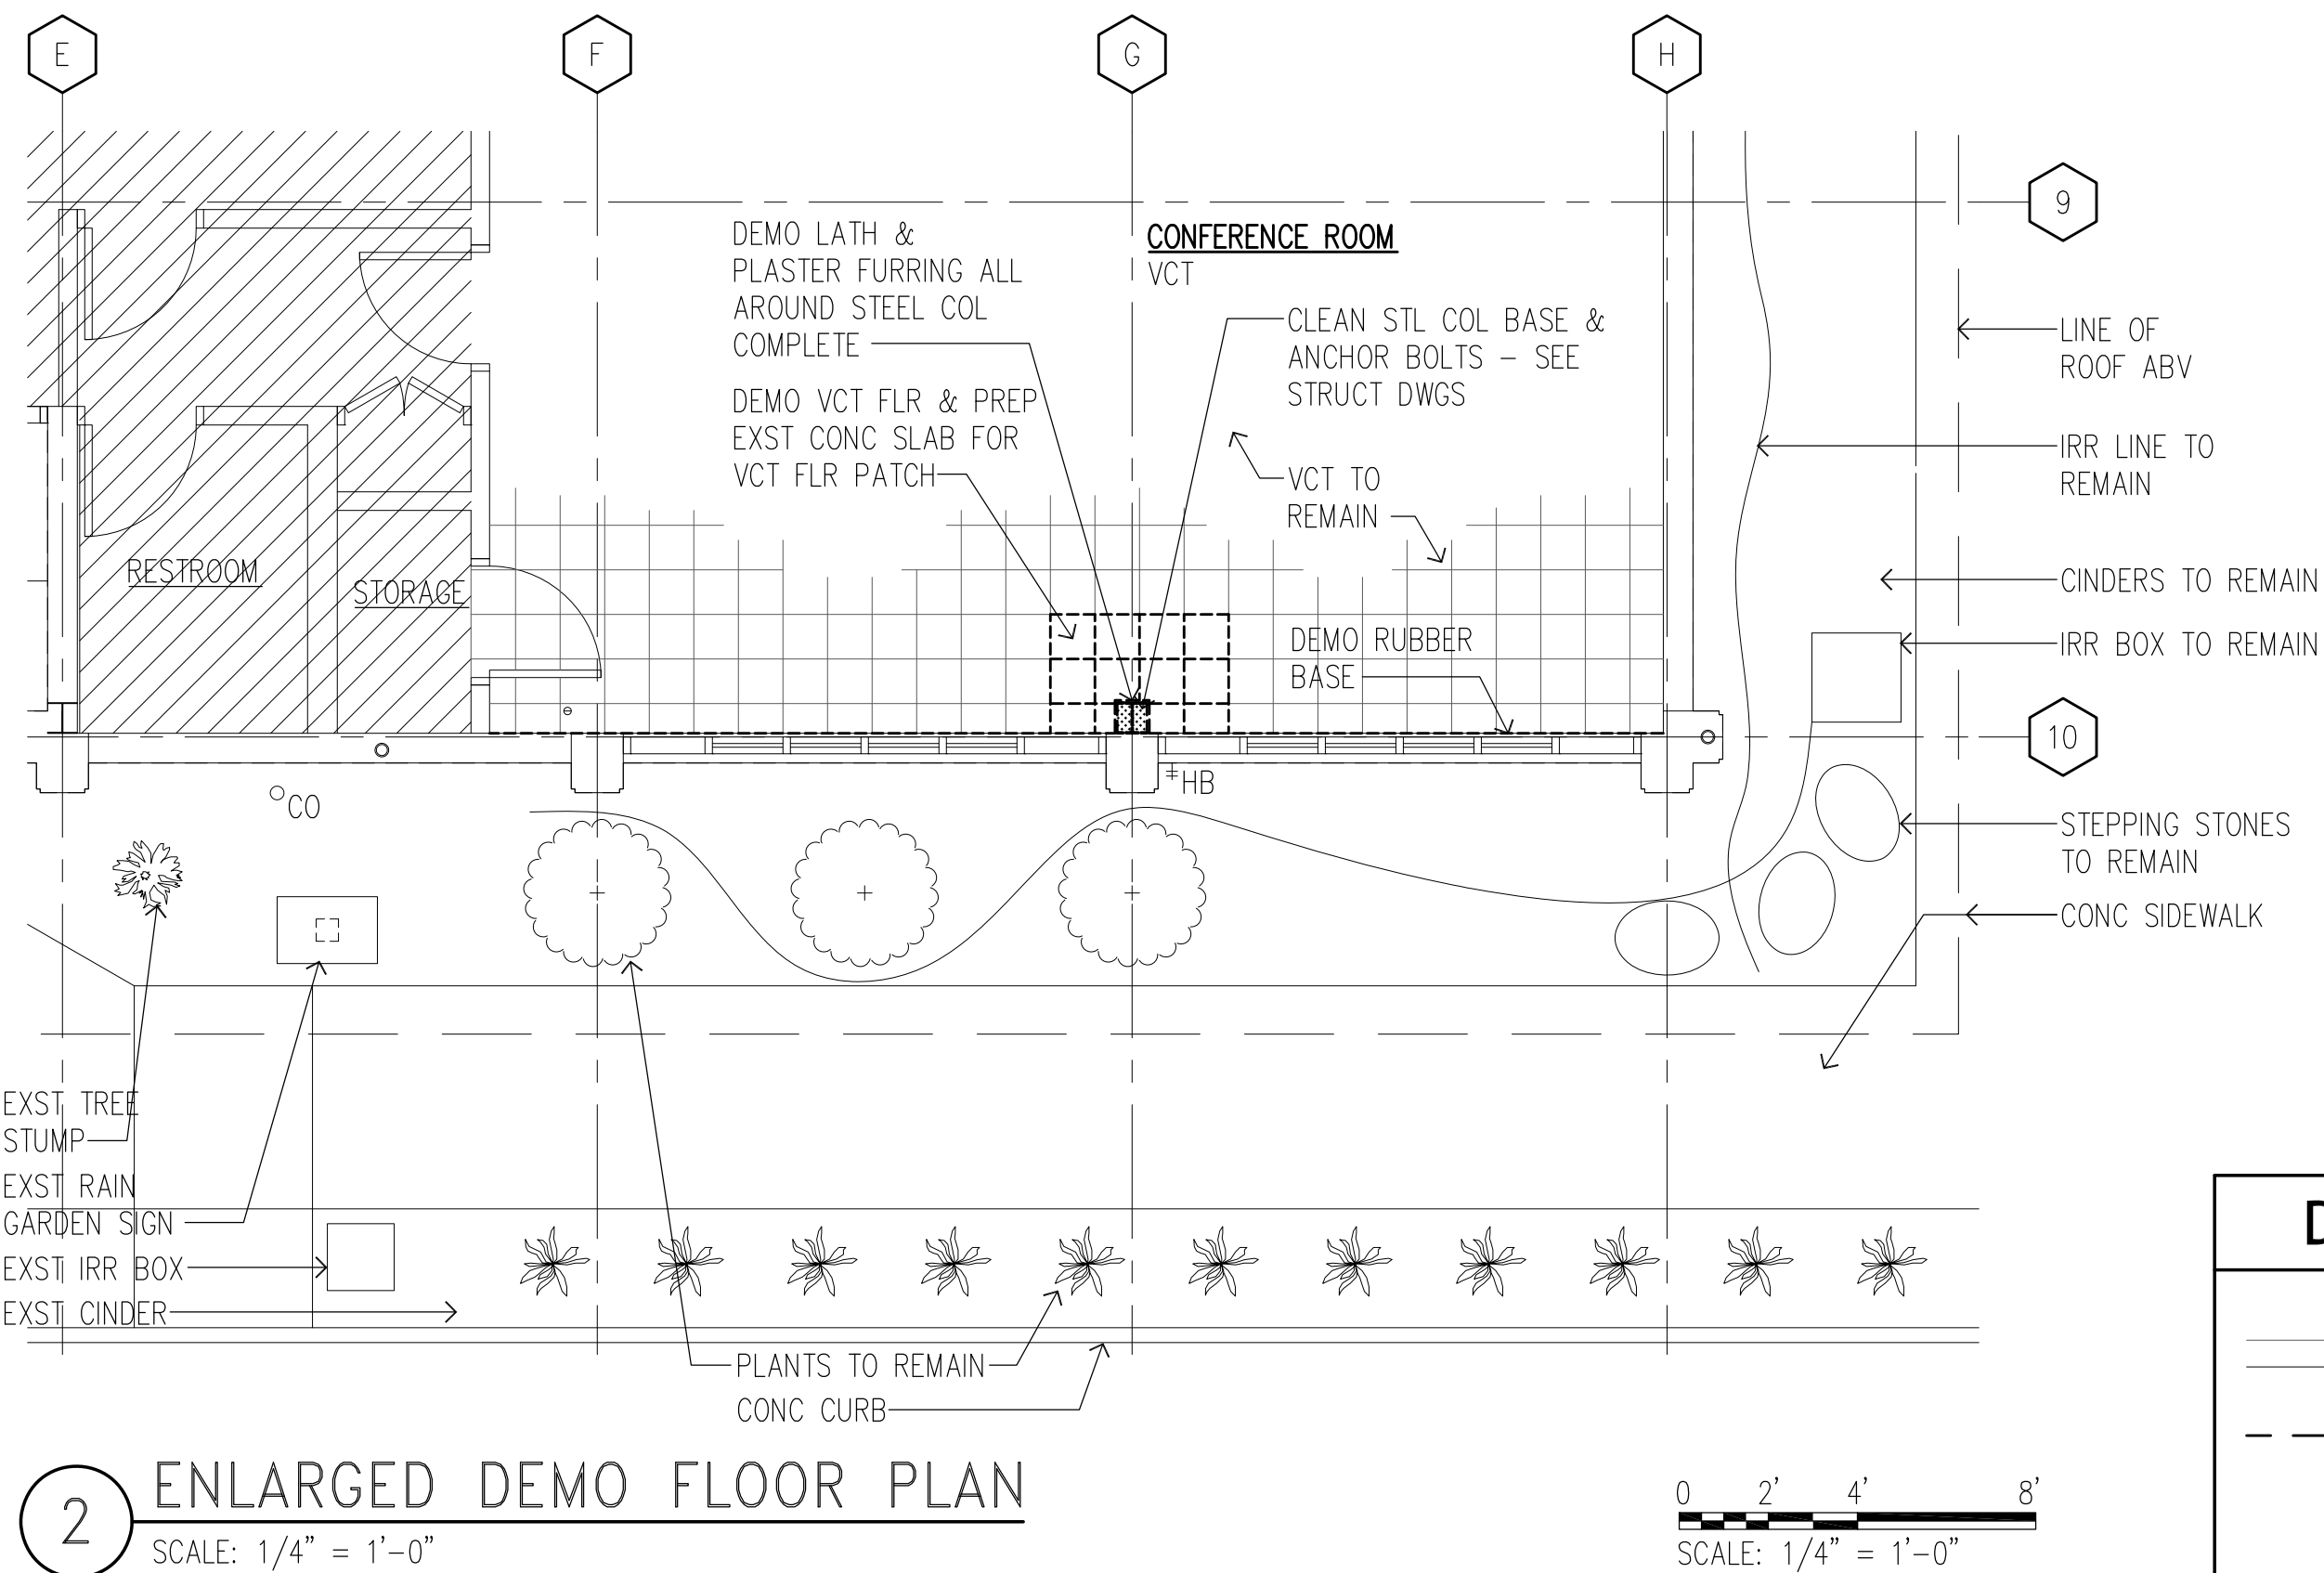 E
F
G
H
9
DEMO LATH &
PLASTER FURRING ALL
AROUND STEEL COL
COMPLETE
CONFERENCE ROOM
VCT
CLEAN STL COL BASE &
ANCHOR BOLTS – SEE
STRUCT DWGS
LINE OF
ROOF ABV
DEMO VCT FLR & PREP
EXST CONC SLAB FOR
VCT FLR PATCH
VCT TO
REMAIN
IRR LINE TO
REMAIN
RESTROOM
STORAGE
CINDERS TO REMAIN
DEMO RUBBER
BASE
IRR BOX TO REMAIN
10
HB
CO
STEPPING STONES
TO REMAIN
CONC SIDEWALK
EXST TREE
STUMP
EXST RAIN
GARDEN SIGN
EXST IRR BOX
EXST CINDER
PLANTS TO REMAIN
CONC CURB
2
ENLARGED DEMO FLOOR PLAN
SCALE: 1/4" = 1'-0"
0 2' 4' 8'
SCALE: 1/4" = 1'-0"